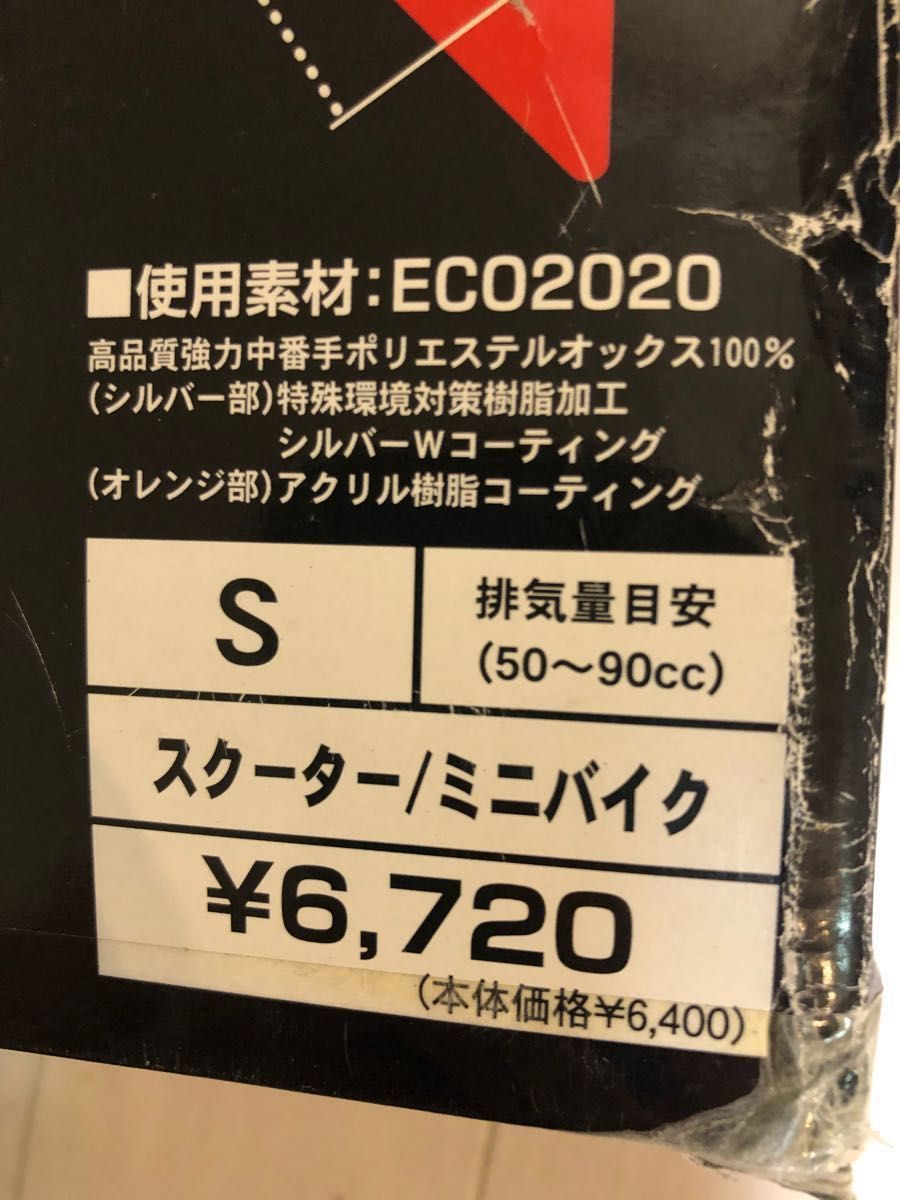 ■使用素材:ECO2020
高品質強力中番手ポリエステルオックス100%
(シルバー部)特殊環境対策樹脂加工
シルバーWコーティング
(オレンジ部)アクリル樹脂コーティング
S
排気量目安
(50〜90cc)
スクーター/ミニバイク
¥6,720
(本体価格¥6,400)